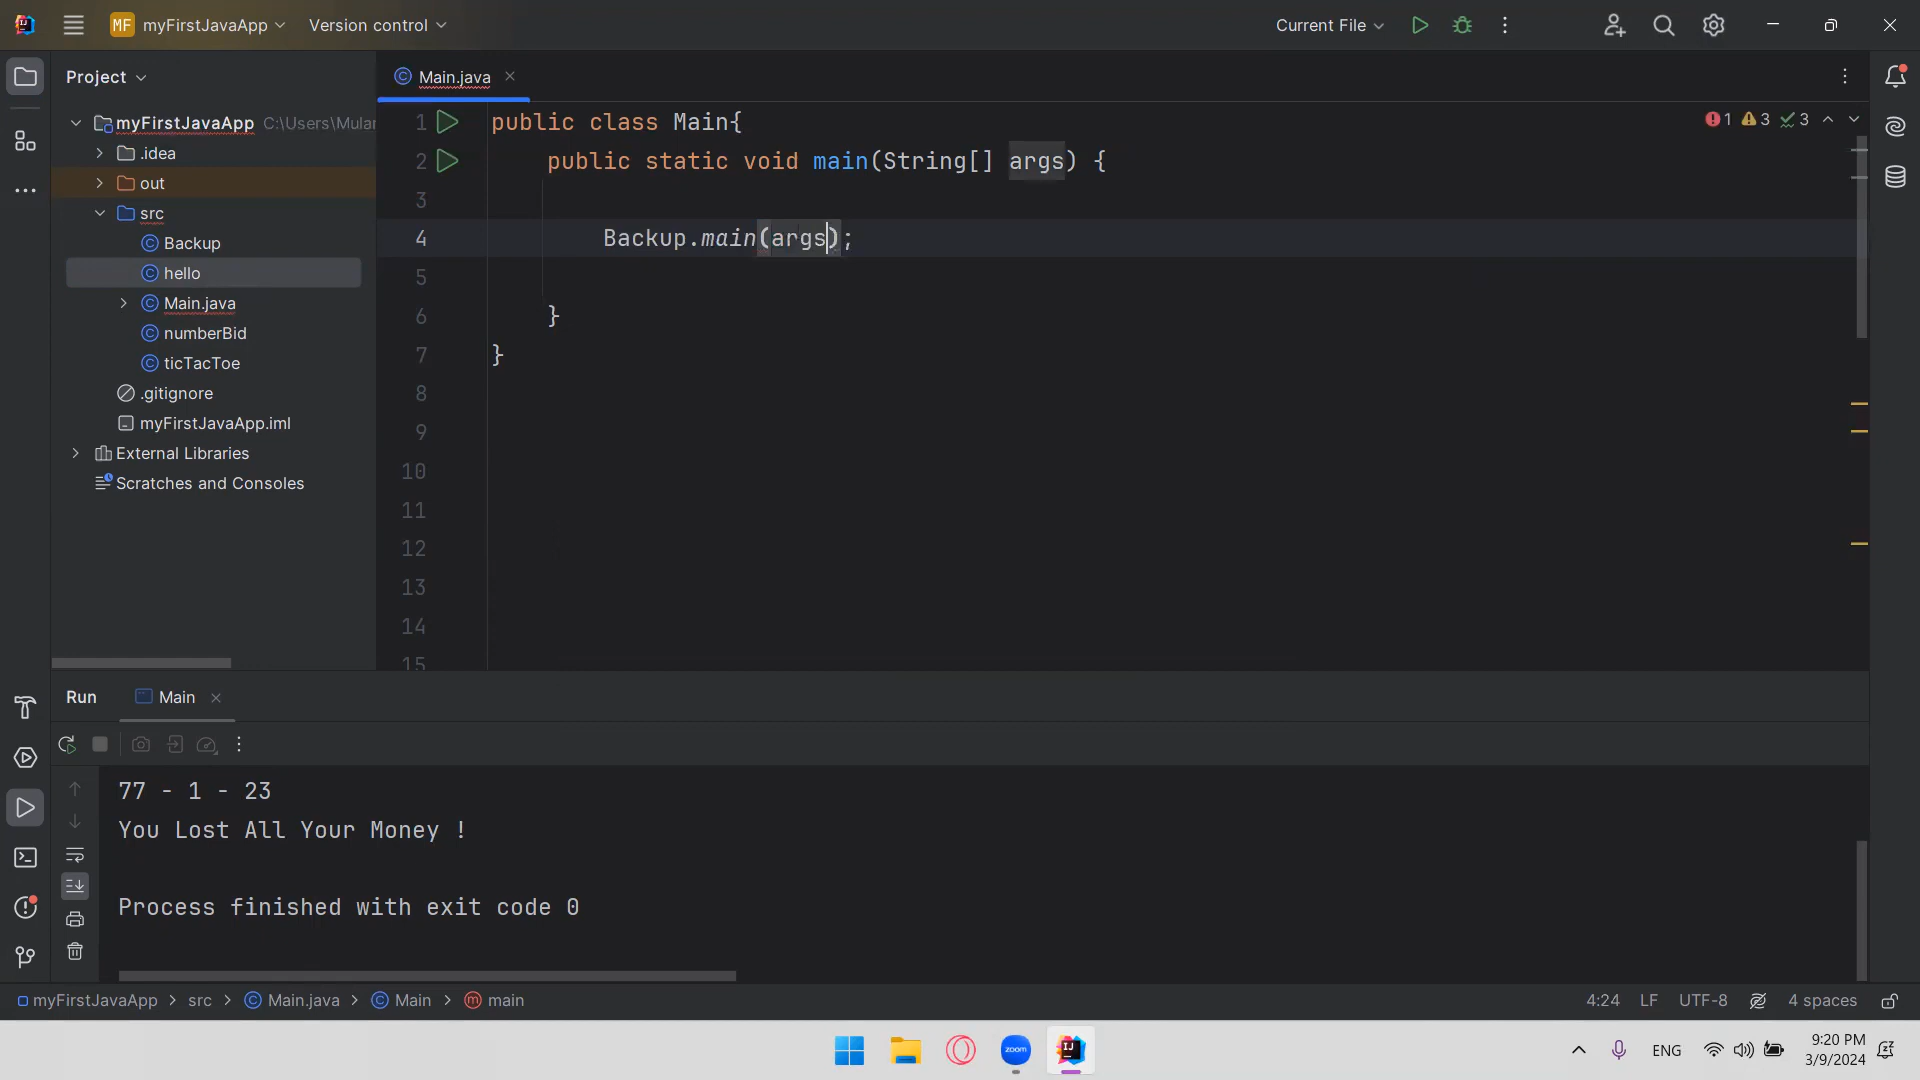 MF myFirstJavaApp Version control Current File
Project
Main.java
myFirstJavaApp C:\Users\Mular
.idea
out
src
Backup
hello
Main.java
numberBid
ticTacToe
.gitignore
myFirstJavaApp.iml
External Libraries
Scratches and Consoles
1 public class Main{
2 public static void main(String[] args) {
3
4 Backup.main(args);
5
6 }
7 }
8
9
10
11
12
13
14
15
1 3 3
Run Main
77 - 1 - 23
You Lost All Your Money !
Process finished with exit code 0
myFirstJavaApp > src > Main.java > Main > main 4:24 LF UTF-8 4 spaces
zoom
ENG
9:20 PM
3/9/2024